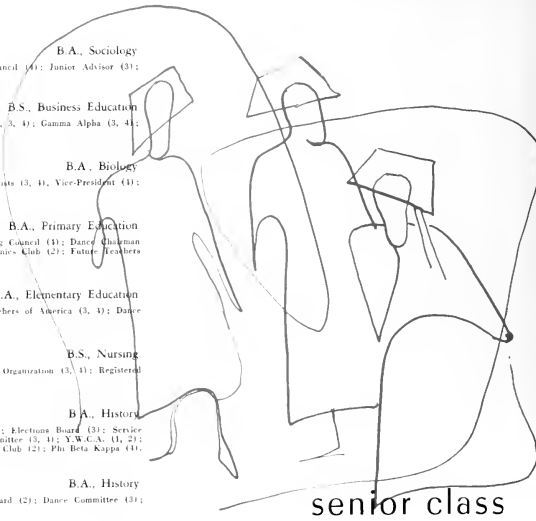 B.A., Sociology
ncil (4); Junior Advisor (3);
B.S., Business Education
, 3, 4); Gamma Alpha (3, 4);
B.A., Biology
ists (3, 4), Vice-President (4);
B.A., Primary Education
g Council (4); Dance Chairman
nics Club (2); Future Teachers
.A., Elementary Education
hers of America (3, 4); Dance
B.S., Nursing
Organization (3, 4); Registered
B.A., History
; Elections Board (3); Service
mittee (3, 4); Y.W.C.A. (1, 2);
Club (2); Phi Beta Kappa (4).
B.A., History
ard (2); Dance Committee (3);
senior class